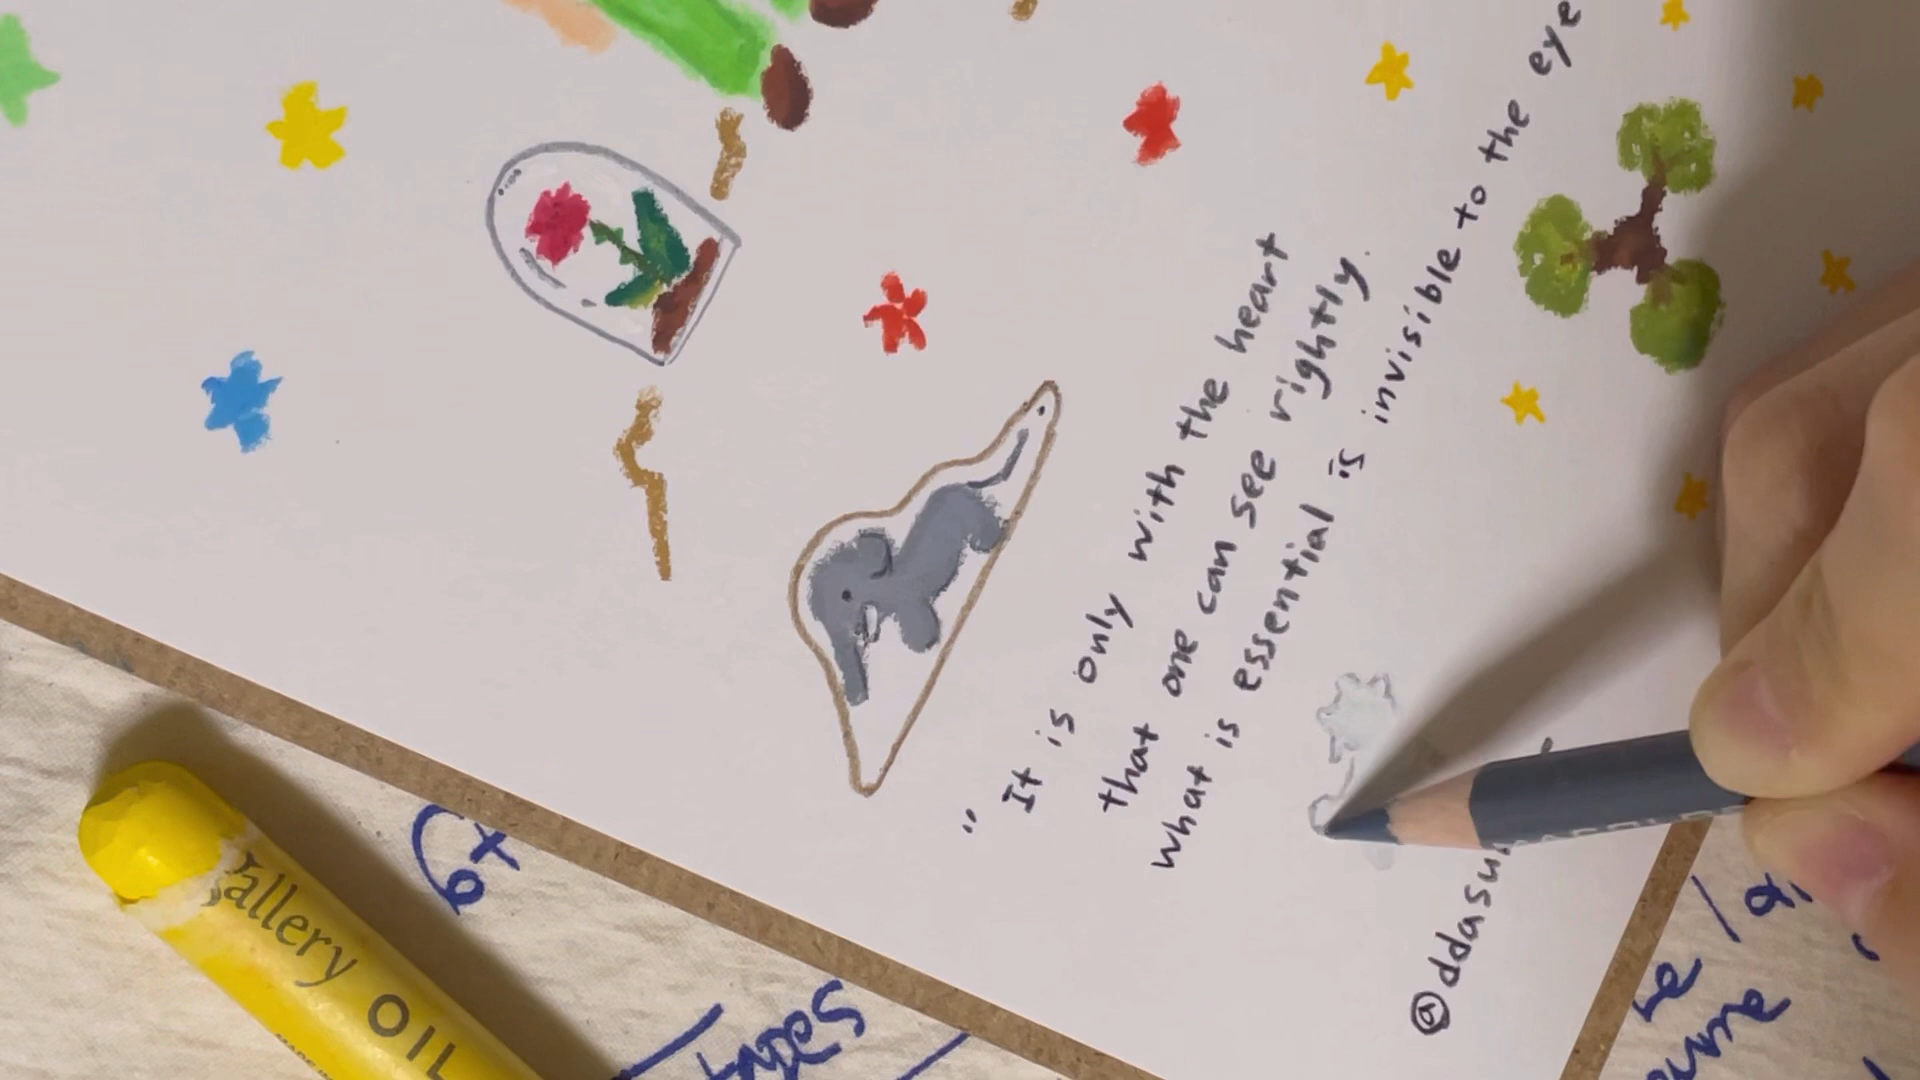 " It is only with the heart
that one can see rightly.
what is essential is invisible to the eye
@ddasu
Gallery OIL